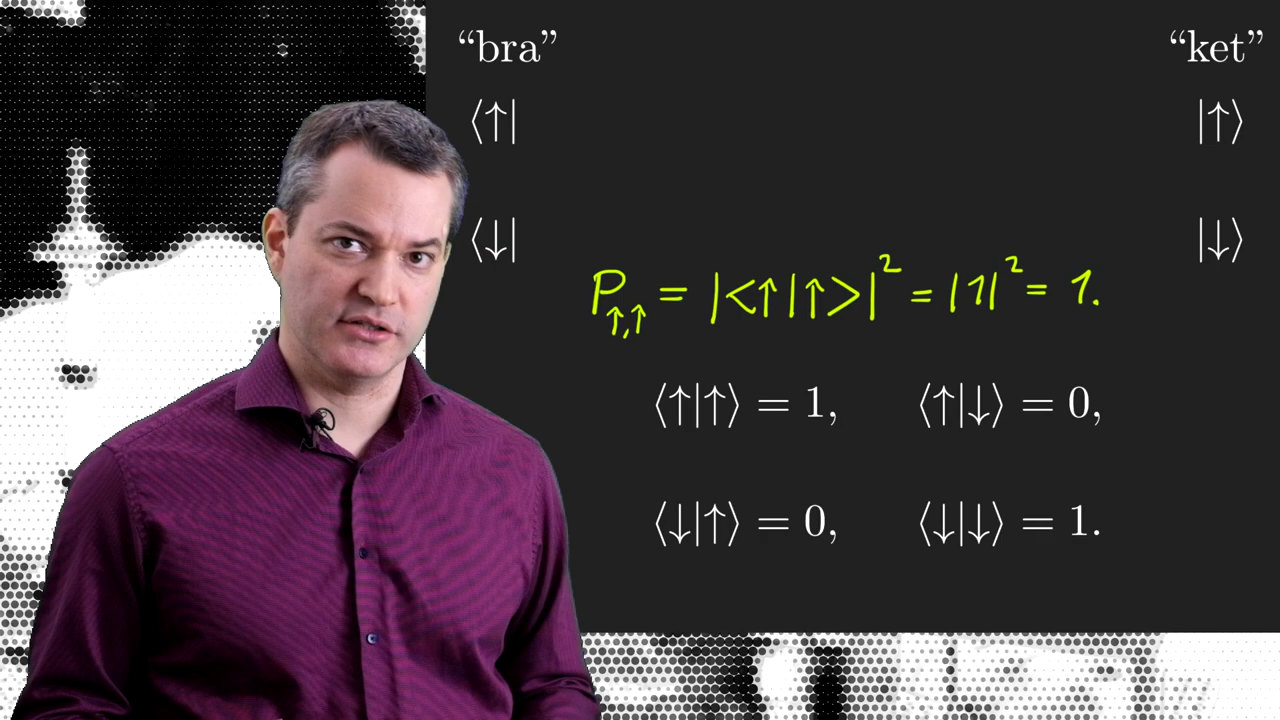 “bra” “ket”
⟨↑| |↑⟩
⟨↓| |↓⟩
P↑,↑ = |<↑|↑>|² = |1|² = 1.
⟨↑|↑⟩ = 1, ⟨↑|↓⟩ = 0,
⟨↓|↑⟩ = 0, ⟨↓|↓⟩ = 1.